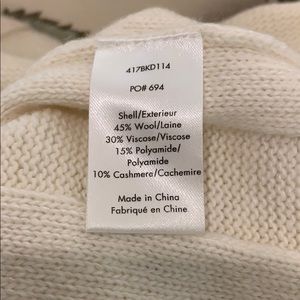 417BKD114
PO# 694
Shell/Exterieur
45% Wool/Laine
30% Viscose/Viscose
15% Polyamide/
Polyamide
10% Cashmere/Cachemire
Made in China
Fabriqué en Chine